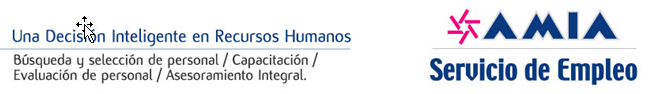 Una Decisión Inteligente en Recursos Humanos
Búsqueda y selección de personal / Capacitación /
Evaluación de personal / Asesoramiento Integral.
AMIA
Servicio de Empleo